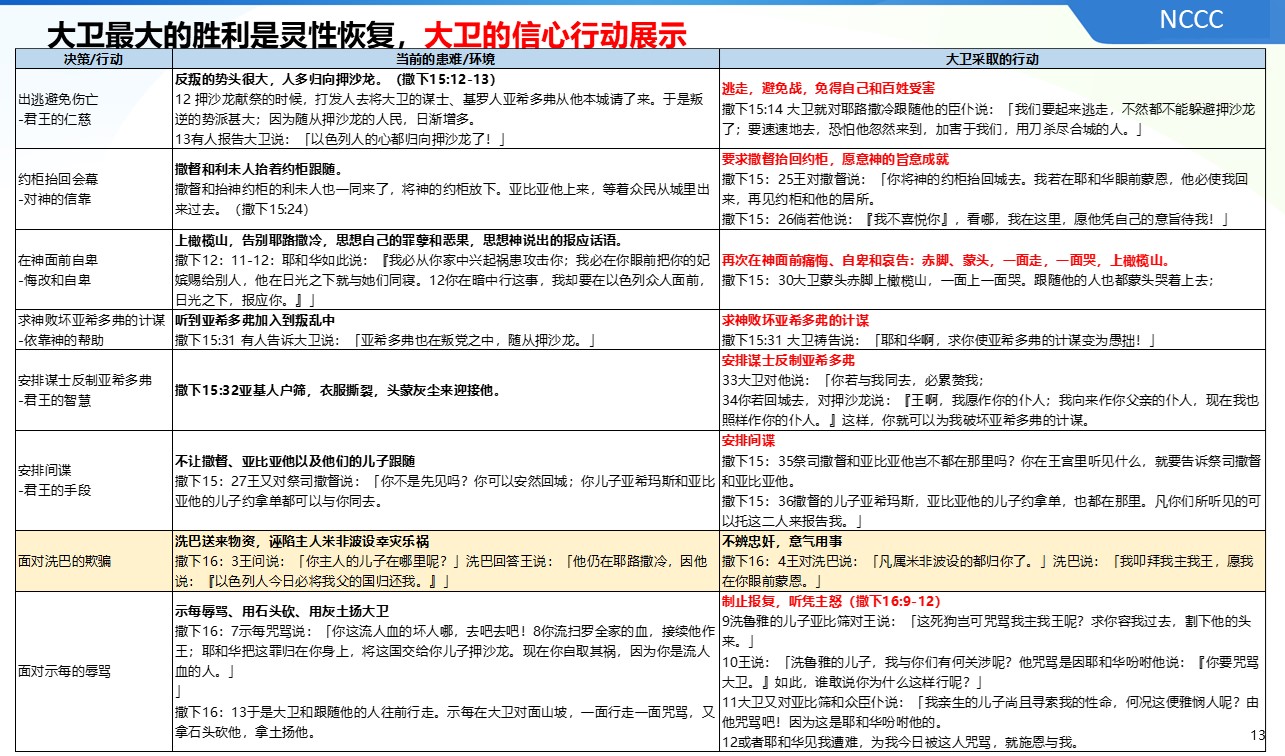 NCCC
大卫最大的胜利是灵性恢复，大卫的信心行动展示
决策/行动
当前的患难/环境
大卫采取的行动
出逃避免伤亡
-君王的仁慈
反叛的势头很大，人多归向押沙龙。（撒下15:12-13）
12 押沙龙献祭的时候，打发人去将大卫的谋士、基罗人亚希多弗从他本城请了来。于是叛
逆的势派甚大；因为随从押沙龙的人民，日渐增多。
13有人报告大卫说：「以色列人的心都归向押沙龙了！」
逃走，避免战，免得自己和百姓受害
撒下15:14 大卫就对耶路撒冷跟随他的臣仆说：「我们要起来逃走，不然都不能躲避押沙龙
了；要速速地去，恐怕他忽然来到，加害于我们，用刀杀尽合城的人。」
约柜抬回会幕
-对神的信靠
撒督和利未人抬着约柜跟随。
撒督和抬神约柜的利未人也一同来了，将神的约柜放下。亚比亚他上来，等着众民从城里出
来过去。（撒下15:24）
要求撒督抬回约柜，愿意神的旨意成就
撒下15：25王对撒督说：「你将神的约柜抬回城去。我若在耶和华眼前蒙恩，他必使我回
来，再见约柜和他的居所。
撒下15：26倘若他说：『我不喜悦你』，看哪，我在这里，愿他凭自己的意旨待我！」
在神面前自卑
-悔改和自卑
上橄榄山，告别耶路撒冷，思想自己的罪孽和恶果，思想神说出的报应话语。
撒下12：11-12：耶和华如此说：『我必从你家中兴起祸患攻击你；我必在你眼前把你的妃
嫔赐给别人，他在日光之下就与她们同寝。12你在暗中行这事，我却要在以色列众人面前，
日光之下，报应你。』」
再次在神面前痛悔、自卑和哀告：赤脚、蒙头，一面走，一面哭，上橄榄山。
撒下15：30大卫蒙头赤脚上橄榄山，一面上一面哭。跟随他的人也都蒙头哭着上去；
求神败坏亚希多弗的计谋
-依靠神的帮助
听到亚希多弗加入到叛乱中
撒下15:31 有人告诉大卫说：「亚希多弗也在叛党之中，随从押沙龙。」
求神败坏亚希多弗的计谋
撒下15:31 大卫祷告说：「耶和华啊，求你使亚希多弗的计谋变为愚拙！」
安排谋士反制亚希多弗
-君王的智慧
撒下15:32亚基人户筛，衣服撕裂，头蒙灰尘来迎接他。
安排谋士反制亚希多弗
33大卫对他说：「你若与我同去，必累赘我；
34你若回城去，对押沙龙说：『王啊，我愿作你的仆人；我向来作你父亲的仆人，现在我也
照样作你的仆人。』这样，你就可以为我破坏亚希多弗的计谋。
安排间谍
-君王的手段
不让撒督、亚比亚他以及他们的儿子跟随
撒下15：27王又对祭司撒督说：「你不是先见吗？你可以安然回城；你儿子亚希玛斯和亚比
亚他的儿子约拿单都可以与你同去。
安排间谍
撒下15：35祭司撒督和亚比亚他岂不都在那里吗？你在王宫里听见什么，就要告诉祭司撒督
和亚比亚他。
撒下15：36撒督的儿子亚希玛斯，亚比亚他的儿子约拿单，也都在那里。凡你们所听见的可
以托这二人来报告我。」
面对洗巴的欺骗
洗巴送来物资，诬陷主人米非波设幸灾乐祸
撒下16：3王问说：「你主人的儿子在哪里呢？」洗巴回答王说：「他仍在耶路撒冷，因他
说：『以色列人今日必将我父的国归还我。』」
不辨忠奸，意气用事
撒下16：4王对洗巴说：「凡属米非波设的都归你了。」洗巴说：「我叩拜我主我王，愿我
在你眼前蒙恩。」
面对示每的辱骂
示每辱骂、用石头砍、用灰土扬大卫
撒下16：7示每咒骂说：「你这流人血的坏人哪，去吧去吧！8你流扫罗全家的血，接续他作
王；耶和华把这罪归在你身上，将这国交给你儿子押沙龙。现在你自取其祸，因为你是流人
血的人。」
」
撒下16：13于是大卫和跟随他的人往前行走。示每在大卫对面山坡，一面行走一面咒骂，又
拿石头砍他，拿土扬他。
制止报复，听凭主怒（撒下16:9-12）
9洗鲁雅的儿子亚比筛对王说：「这死狗岂可咒骂我主我王呢？求你容我过去，割下他的头
来。」
10王说：「洗鲁雅的儿子，我与你们有何关涉呢？他咒骂是因耶和华吩咐他说：『你要咒骂
大卫。』如此，谁敢说你为什么这样行呢？」
11大卫又对亚比筛和众臣仆说：「我亲生的儿子尚且寻索我的性命，何况这便雅悯人呢？由
他咒骂吧！因为这是耶和华吩咐他的。
12或者耶和华见我遭难，为我今日被这人咒骂，就施恩与我。
13